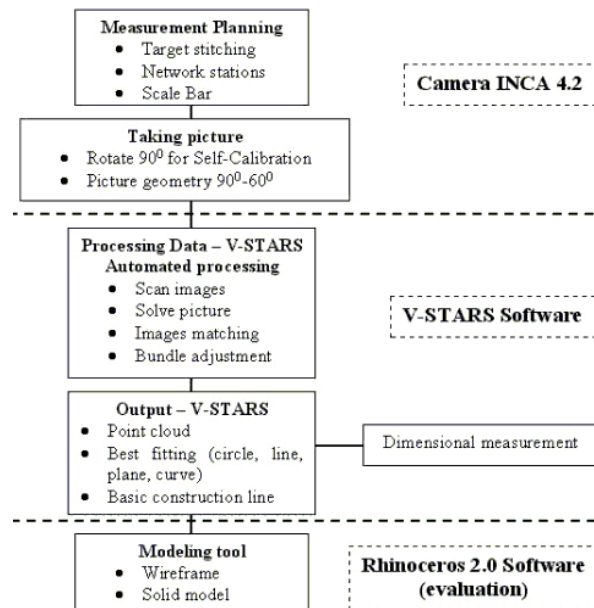 Measurement Planning
• Target stitching
• Network stations
• Scale Bar
Camera INCA 4.2
Taking picture
• Rotate 90⁰ for Self-Calibration
• Picture geometry 90⁰-60⁰
Processing Data – V-STARS
Automated processing
• Scan images
• Solve picture
• Images matching
• Bundle adjustment
V-STARS Software
Output – V-STARS
• Point cloud
• Best fitting (circle, line,
plane, curve)
• Basic construction line
Dimensional measurement
Modeling tool
• Wireframe
• Solid model
Rhinoceros 2.0 Software
(evaluation)